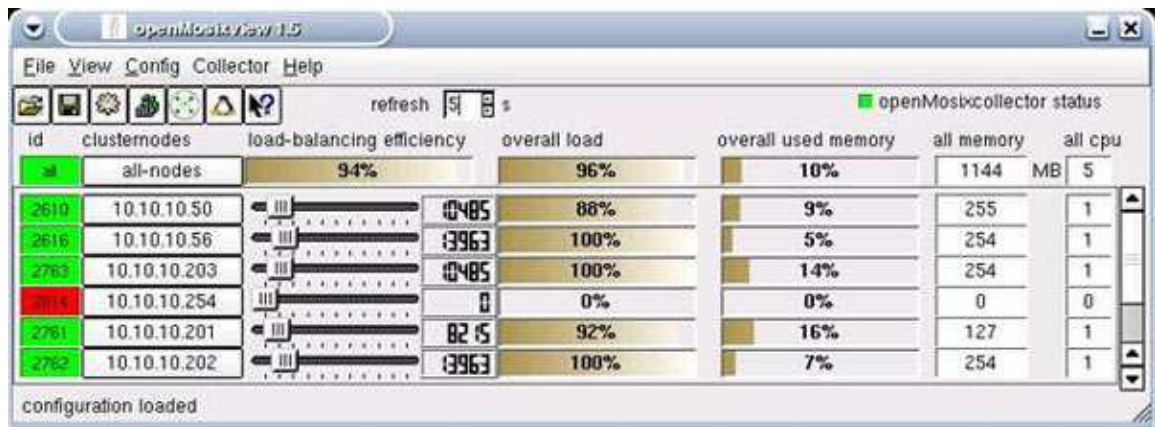 openMosixview 1.5
File View Config Collector Help
refresh 5 s openMosixcollector status
id clusternodes load-balancing efficiency overall load overall used memory all memory all cpu
all all-nodes 94% 96% 10% 1144 MB 5
2610 10.10.10.50 10485 88% 9% 255 1
2616 10.10.10.56 13963 100% 5% 254 1
2763 10.10.10.203 10485 100% 14% 254 1
2814 10.10.10.254 0 0% 0% 0 0
2761 10.10.10.201 8215 92% 16% 127 1
2762 10.10.10.202 13963 100% 7% 254 1
configuration loaded